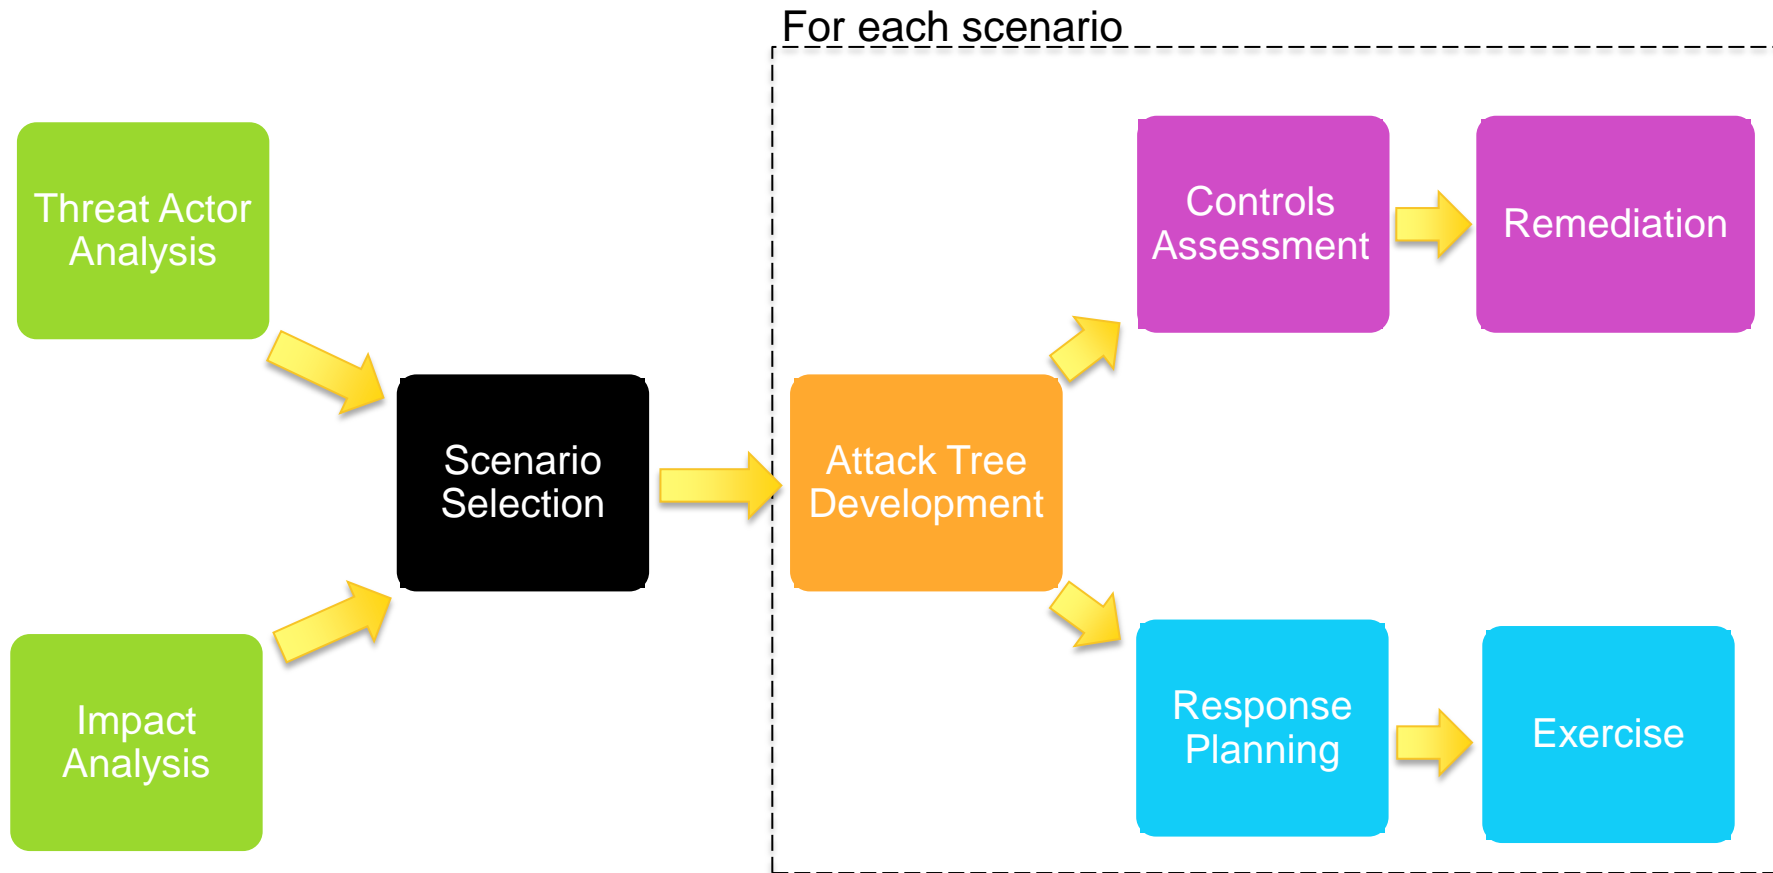 For each scenario
Threat Actor
Analysis
Controls
Assessment
Remediation
Scenario
Selection
Attack Tree
Development
Impact
Analysis
Response
Planning
Exercise